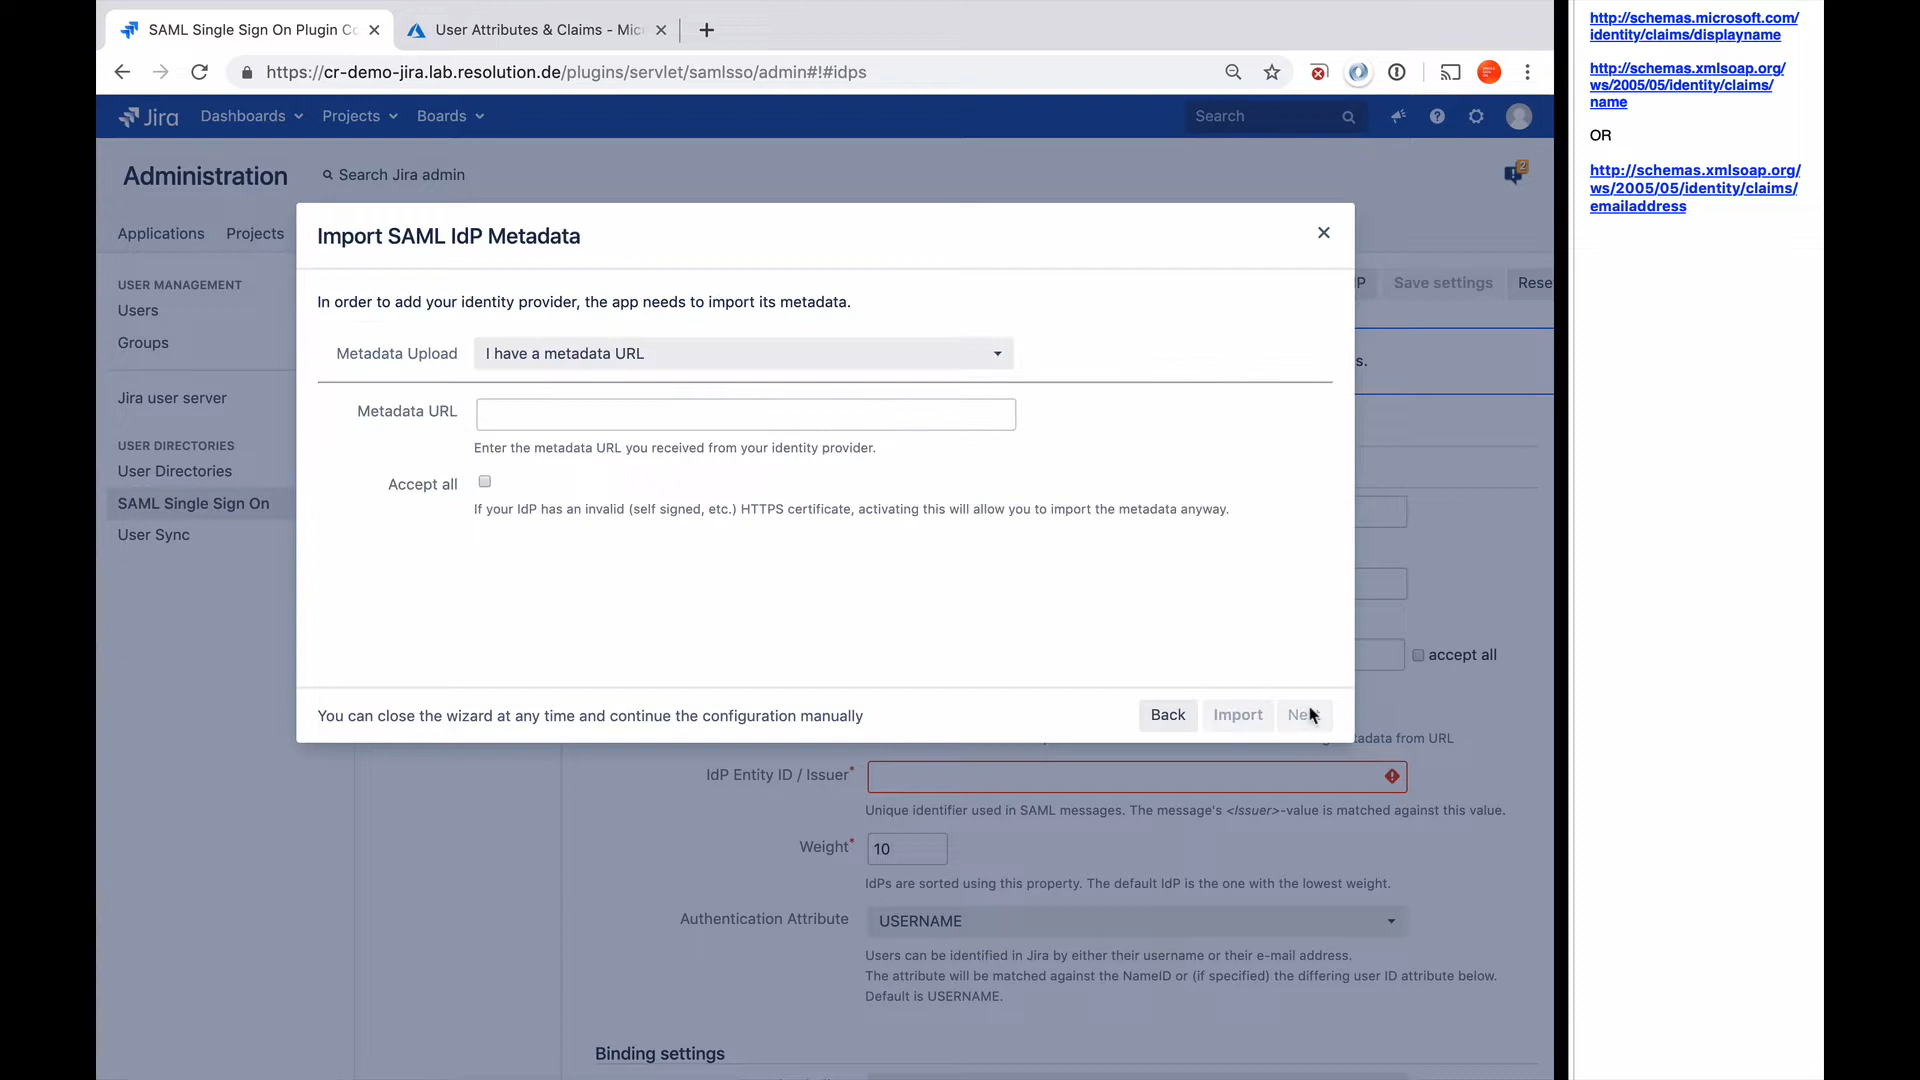 SAML Single Sign On Plugin Co
User Attributes & Claims - Mic
https://cr-demo-jira.lab.resolution.de/plugins/servlet/samlsso/admin#!#idps
Jira Dashboards Projects Boards Search
Administration Search Jira admin 2
Applications Projects
USER MANAGEMENT
Users
Groups
Jira user server
USER DIRECTORIES
User Directories
SAML Single Sign On
User Sync
Import SAML IdP Metadata
In order to add your identity provider, the app needs to import its metadata.
Metadata Upload I have a metadata URL
Metadata URL
Enter the metadata URL you received from your identity provider.
Accept all
If your IdP has an invalid (self signed, etc.) HTTPS certificate, activating this will allow you to import the metadata anyway.
You can close the wizard at any time and continue the configuration manually
Back Import Next
P Save settings Rese
s.
accept all
adata from URL
IdP Entity ID / Issuer*
Unique identifier used in SAML messages. The message's <Issuer>-value is matched against this value.
Weight* 10
IdPs are sorted using this property. The default IdP is the one with the lowest weight.
Authentication Attribute USERNAME
Users can be identified in Jira by either their username or their e-mail address.
The attribute will be matched against the NameID or (if specified) the differing user ID attribute below.
Default is USERNAME.
Binding settings
http://schemas.microsoft.com/
identity/claims/displayname
http://schemas.xmlsoap.org/
ws/2005/05/identity/claims/
name
OR
http://schemas.xmlsoap.org/
ws/2005/05/identity/claims/
emailaddress